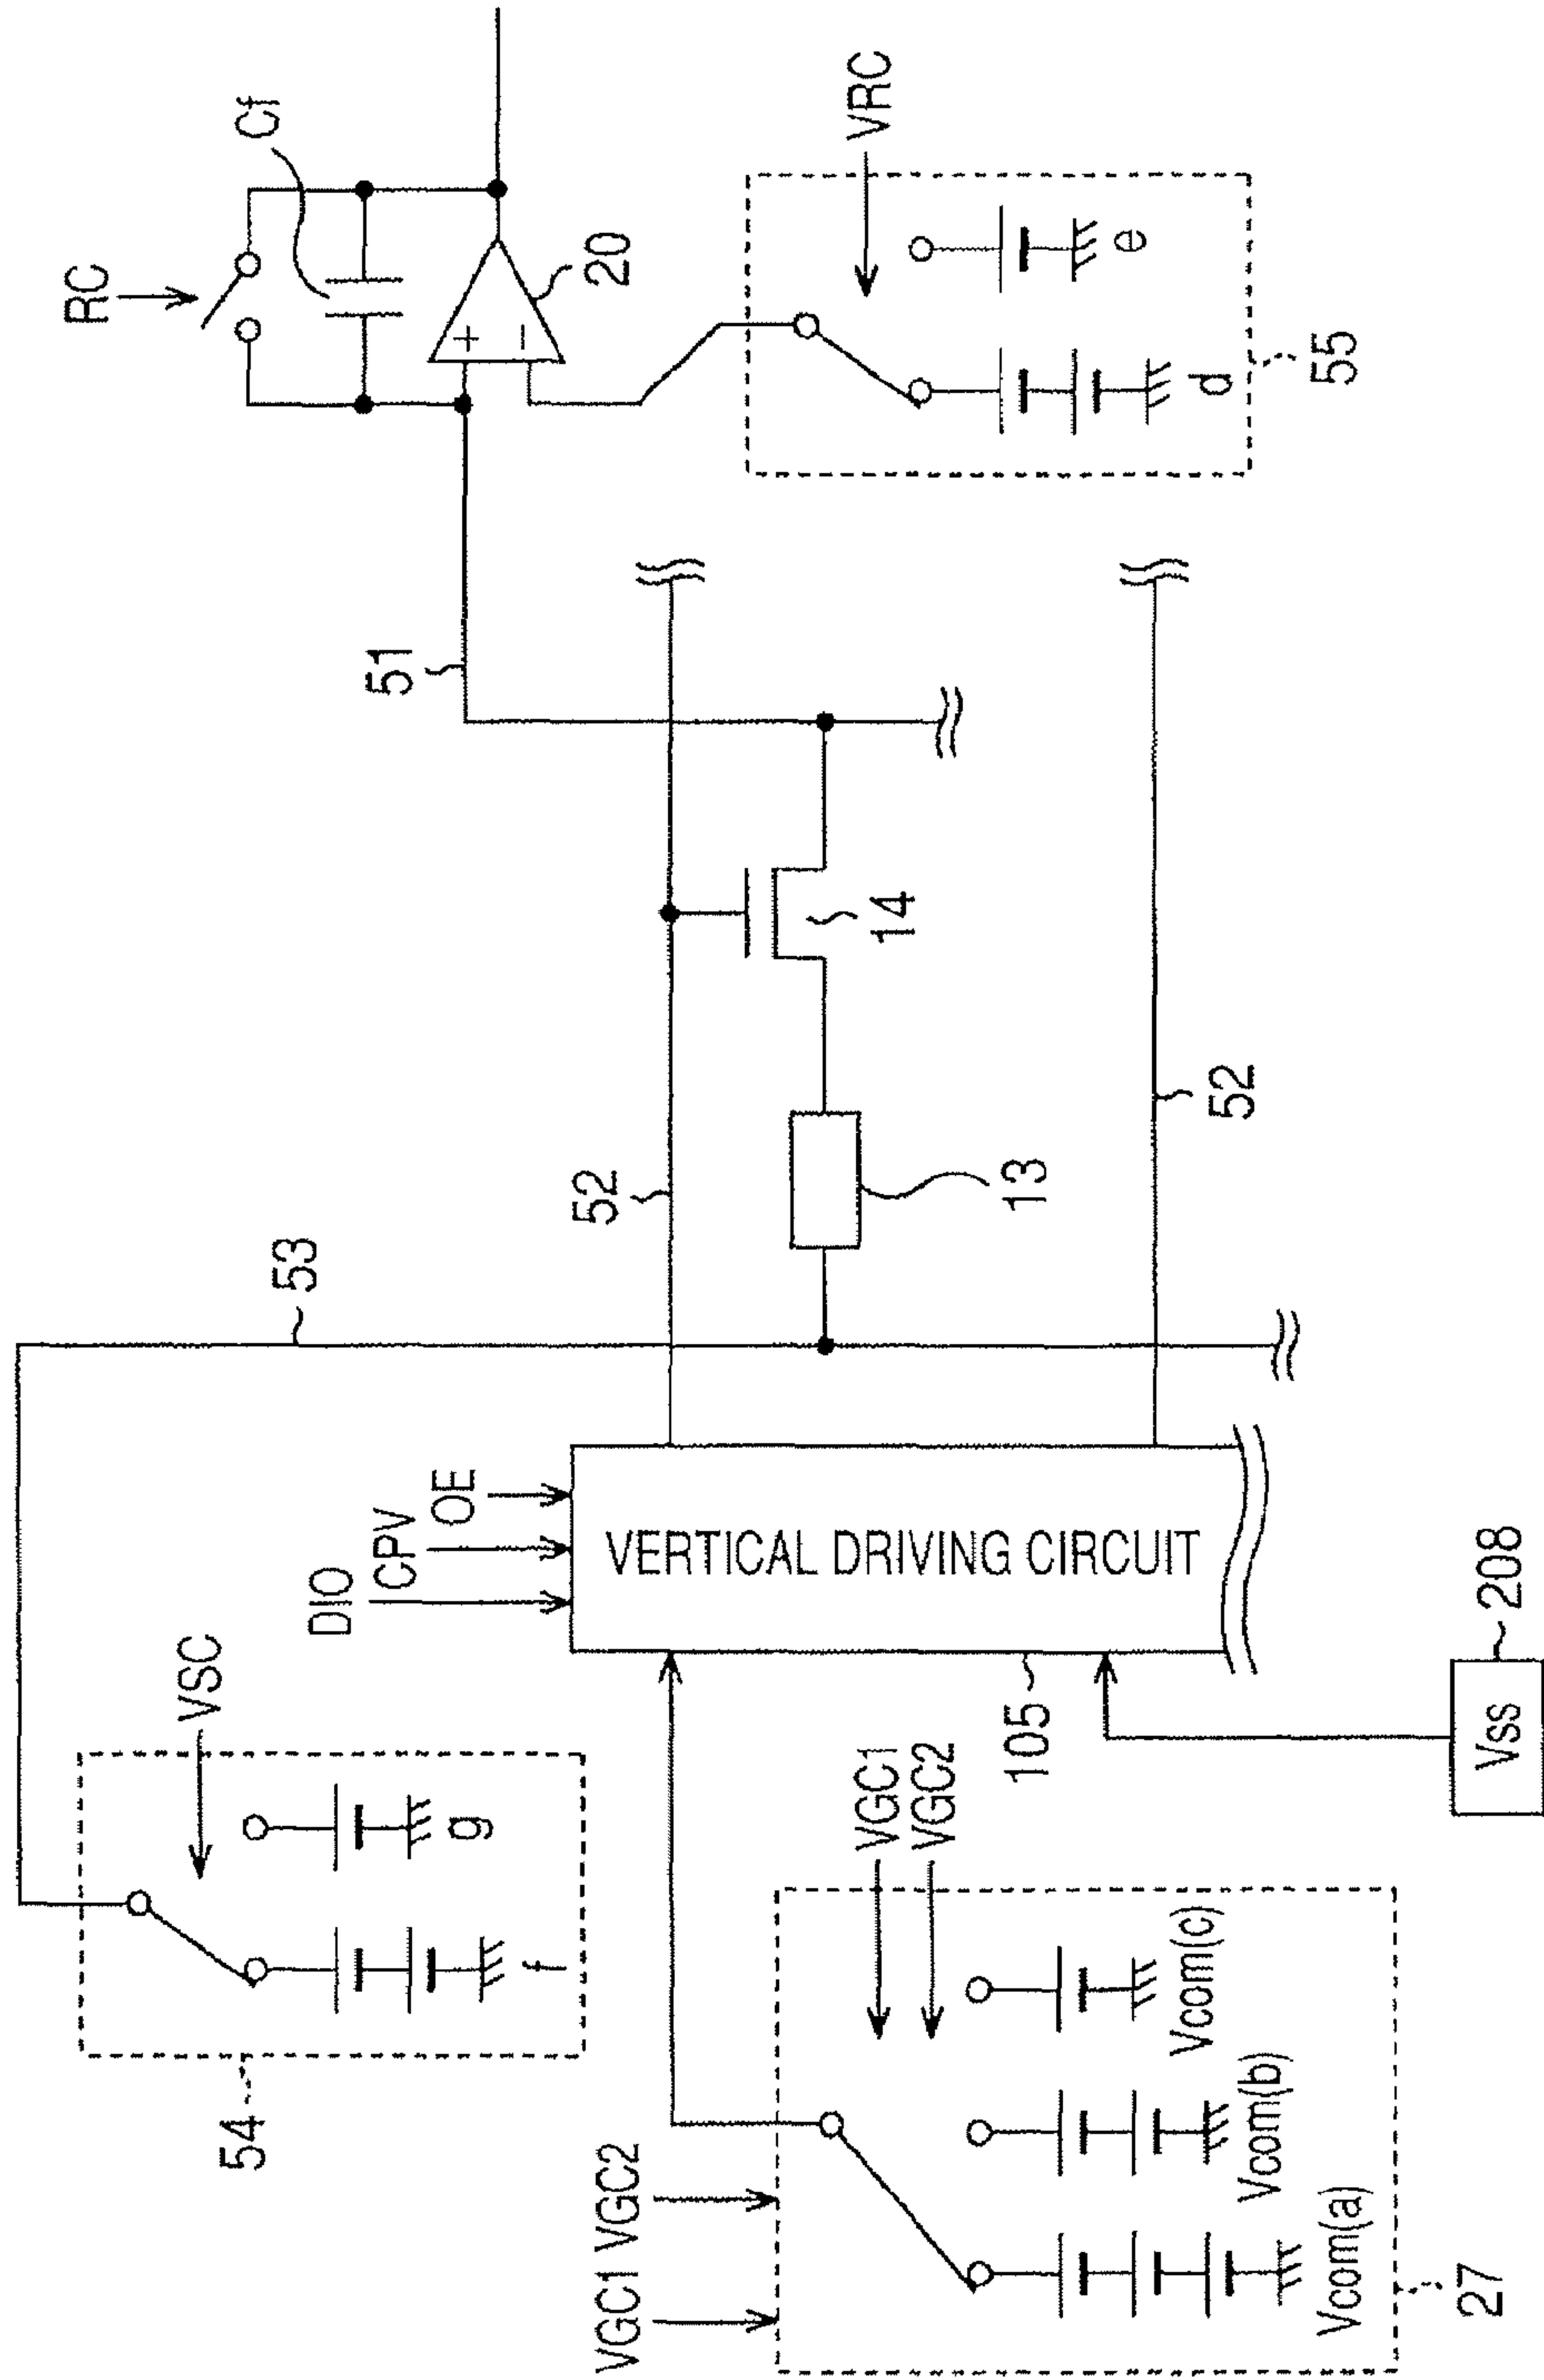 RC
Cf
20
VRC
e
d
55
51
52
14
13
52
53
DIO
CPV
OE
VERTICAL DRIVING CIRCUIT
105
Vss
208
VSC
g
f
54
VGC1
VGC2
VGC1 VGC2
Vcom(c)
Vcom(b)
Vcom(a)
27
+
−